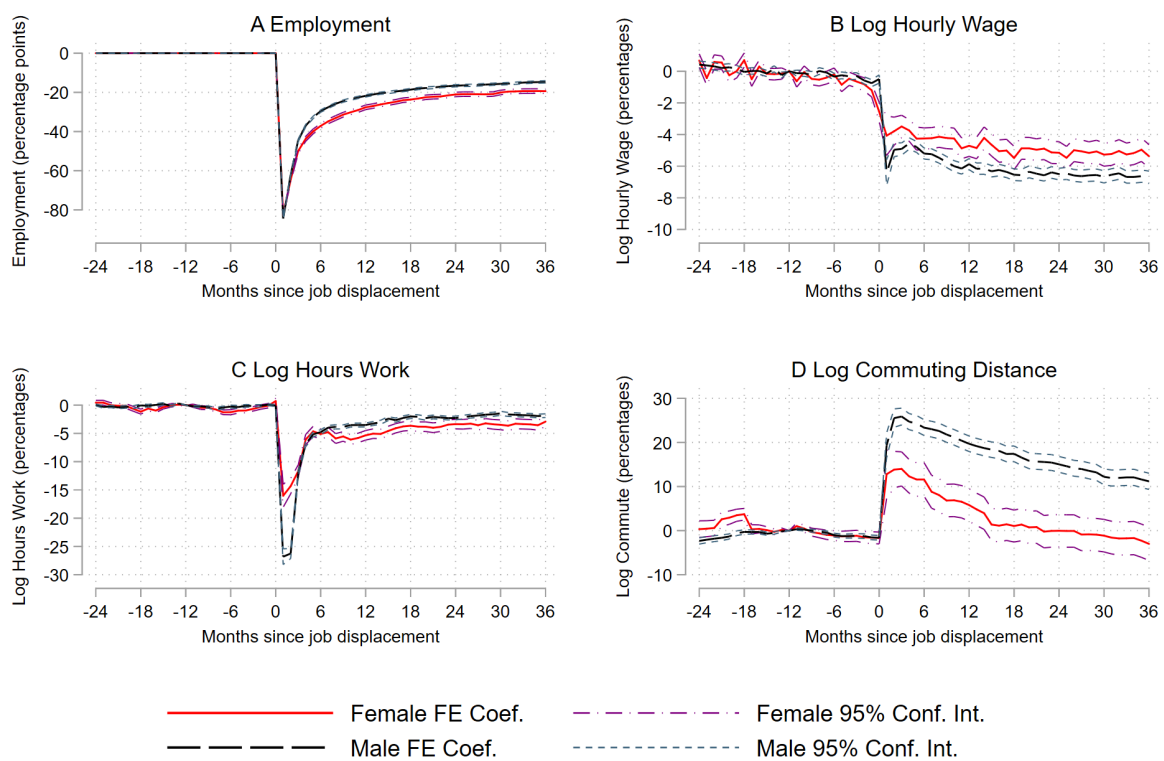 A Employment
Employment (percentage points)
0
-20
-40
-60
-80
-24 -18 -12 -6 0 6 12 18 24 30 36
Months since job displacement
B Log Hourly Wage
Log Hourly Wage (percentages)
0
-2
-4
-6
-8
-10
-24 -18 -12 -6 0 6 12 18 24 30 36
Months since job displacement
C Log Hours Work
Log Hours Work (percentages)
0
-5
-10
-15
-20
-25
-30
-24 -18 -12 -6 0 6 12 18 24 30 36
Months since job displacement
D Log Commuting Distance
Log Commute (percentages)
30
20
10
0
-10
-24 -18 -12 -6 0 6 12 18 24 30 36
Months since job displacement
Female FE Coef. Female 95% Conf. Int.
Male FE Coef. Male 95% Conf. Int.